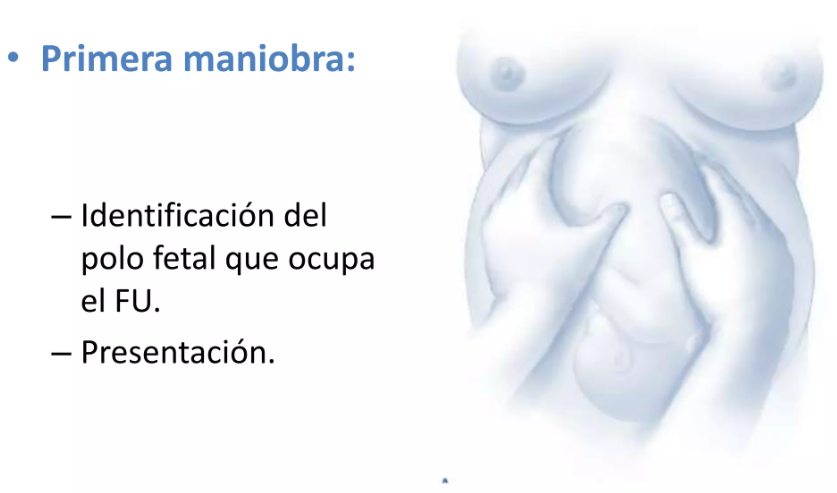 • Primera maniobra:
– Identificación del
polo fetal que ocupa
el FU.
– Presentación.